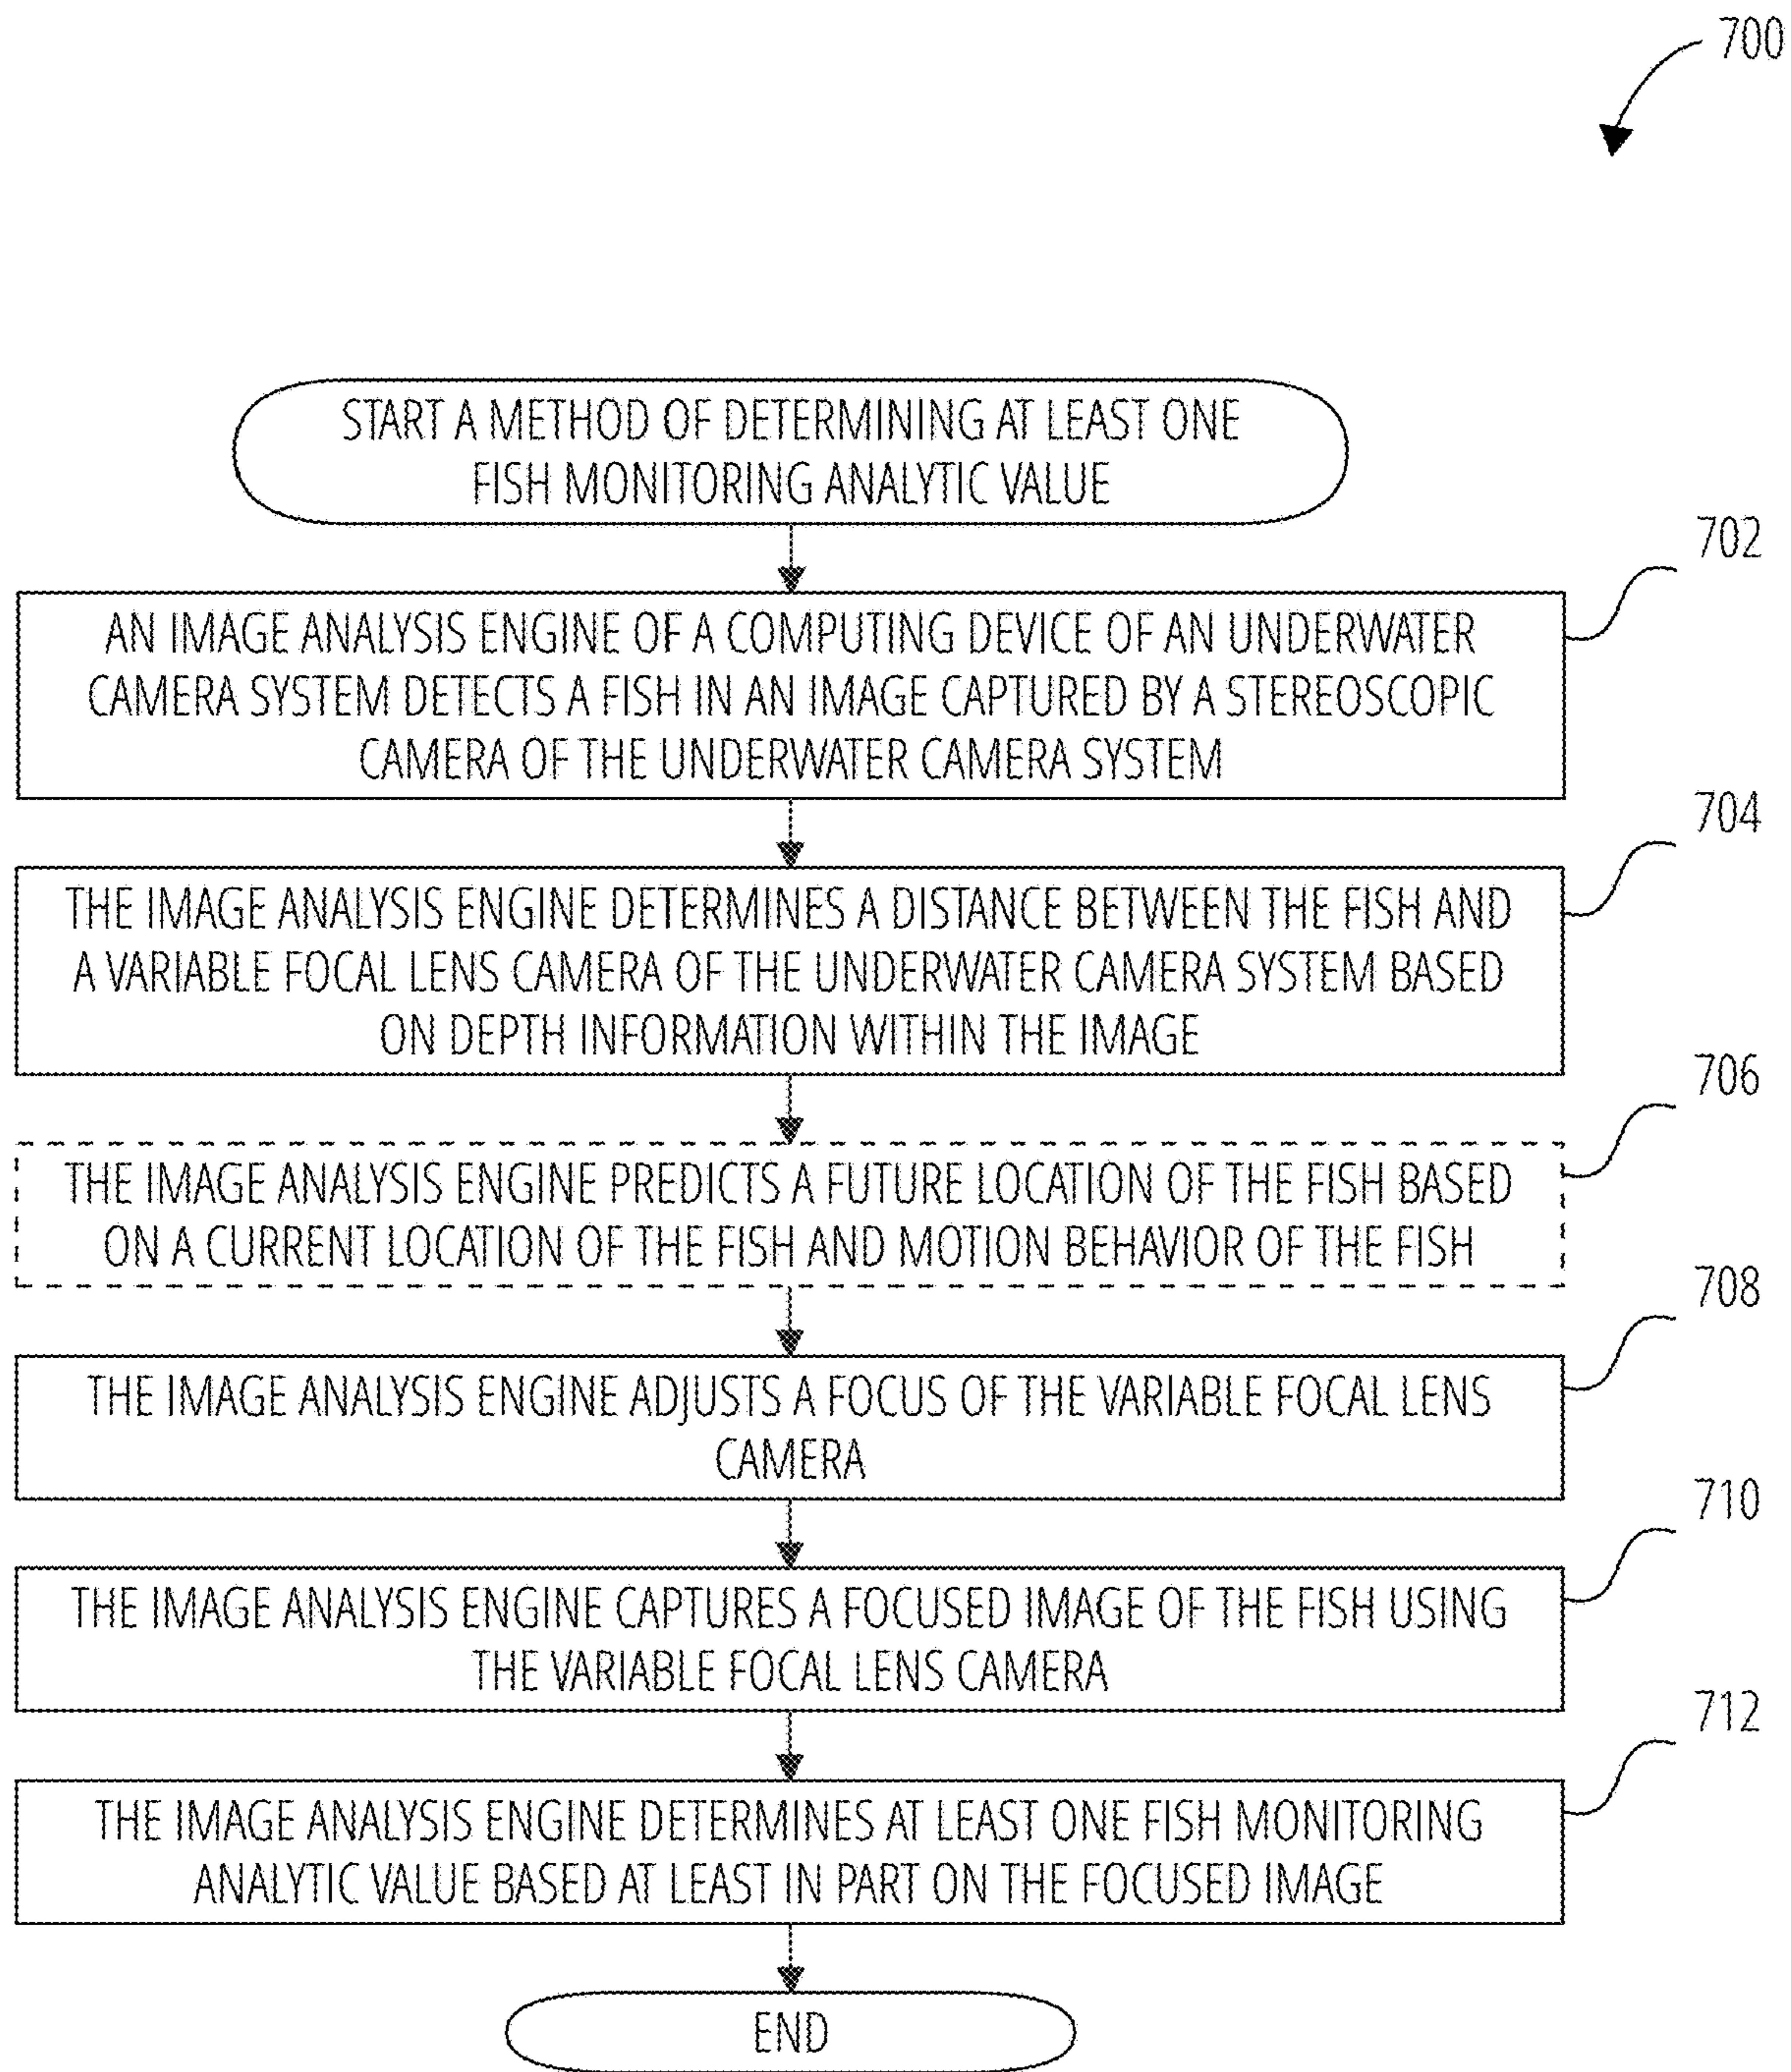 700
START A METHOD OF DETERMINING AT LEAST ONE
FISH MONITORING ANALYTIC VALUE
702
AN IMAGE ANALYSIS ENGINE OF A COMPUTING DEVICE OF AN UNDERWATER
CAMERA SYSTEM DETECTS A FISH IN AN IMAGE CAPTURED BY A STEREOSCOPIC
CAMERA OF THE UNDERWATER CAMERA SYSTEM
704
THE IMAGE ANALYSIS ENGINE DETERMINES A DISTANCE BETWEEN THE FISH AND
A VARIABLE FOCAL LENS CAMERA OF THE UNDERWATER CAMERA SYSTEM BASED
ON DEPTH INFORMATION WITHIN THE IMAGE
706
THE IMAGE ANALYSIS ENGINE PREDICTS A FUTURE LOCATION OF THE FISH BASED
ON A CURRENT LOCATION OF THE FISH AND MOTION BEHAVIOR OF THE FISH
708
THE IMAGE ANALYSIS ENGINE ADJUSTS A FOCUS OF THE VARIABLE FOCAL LENS
CAMERA
710
THE IMAGE ANALYSIS ENGINE CAPTURES A FOCUSED IMAGE OF THE FISH USING
THE VARIABLE FOCAL LENS CAMERA
712
THE IMAGE ANALYSIS ENGINE DETERMINES AT LEAST ONE FISH MONITORING
ANALYTIC VALUE BASED AT LEAST IN PART ON THE FOCUSED IMAGE
END